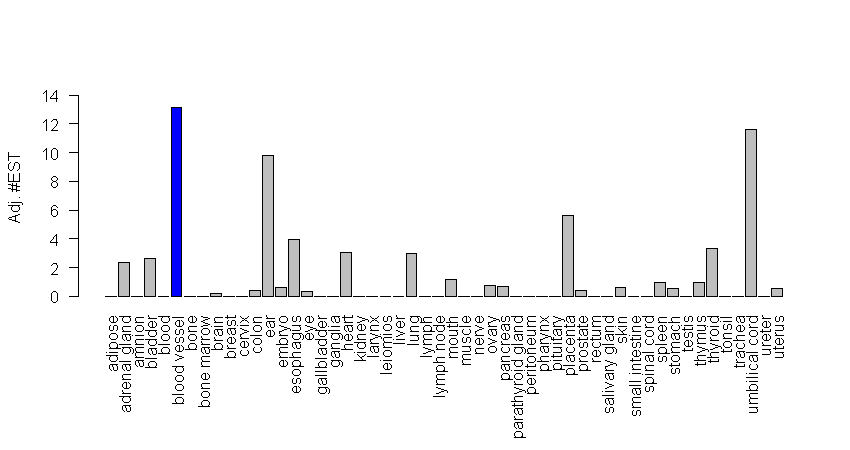 Adj. #EST
14
12
10
8
6
4
2
0
adipose
adrenal gland
amnion
bladder
blood
blood vessel
bone
bone marrow
brain
breast
cervix
colon
ear
embryo
esophagus
eye
gallbladder
ganglia
heart
kidney
larynx
leiomios
liver
lung
lymph
lymph node
mouth
muscle
nerve
ovary
pancreas
parathyroid gland
peritoneum
pharynx
pituitary
placenta
prostate
rectum
salivary gland
skin
small intestine
spinal cord
spleen
stomach
testis
thymus
thyroid
tonsil
trachea
umbilical cord
ureter
uterus